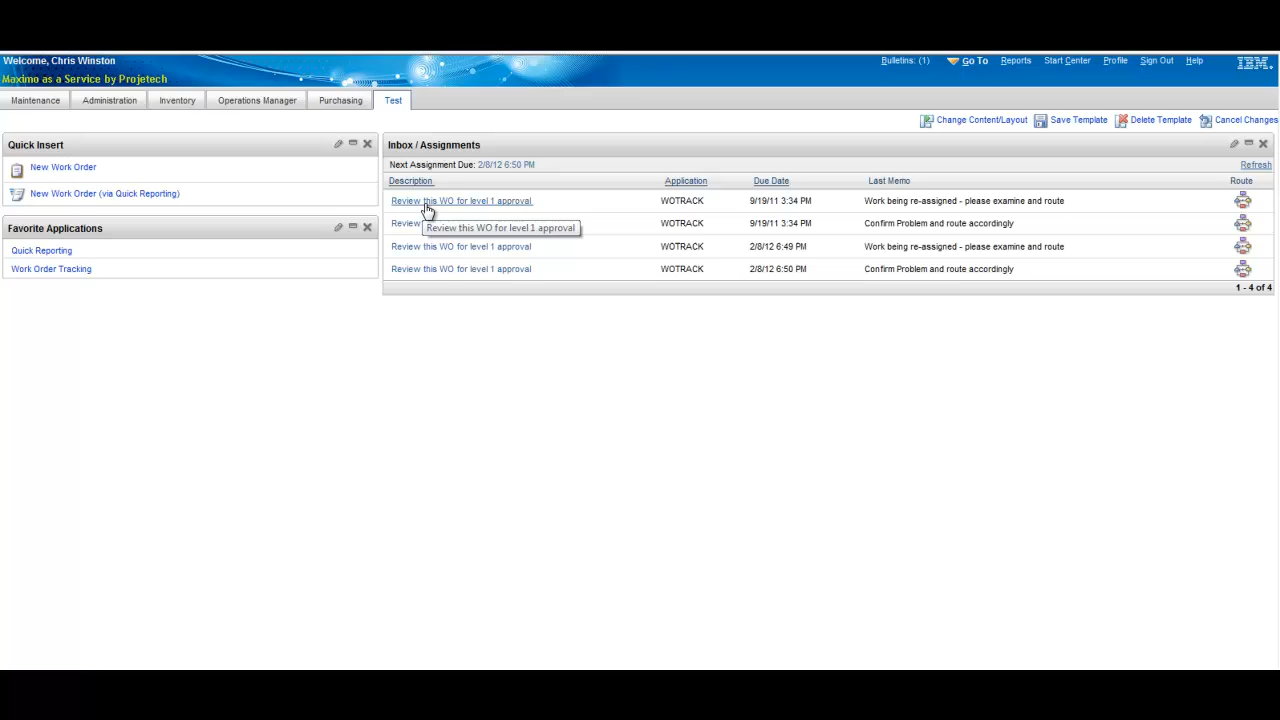 Welcome, Chris Winston
Maximo as a Service by Projetech
Bulletins: (1) Go To Reports Start Center Profile Sign Out Help IBM.
Maintenance Administration Inventory Operations Manager Purchasing Test
Change Content/Layout Save Template Delete Template Cancel Changes
Quick Insert
New Work Order
New Work Order (via Quick Reporting)
Favorite Applications
Quick Reporting
Work Order Tracking
Inbox / Assignments
Next Assignment Due: 2/8/12 6:50 PM Refresh
Description Application Due Date Last Memo Route
Review this WO for level 1 approval WOTRACK 9/19/11 3:34 PM Work being re-assigned - please examine and route
Review WOTRACK 9/19/11 3:34 PM Confirm Problem and route accordingly
Review this WO for level 1 approval
Review this WO for level 1 approval WOTRACK 2/8/12 6:49 PM Work being re-assigned - please examine and route
Review this WO for level 1 approval WOTRACK 2/8/12 6:50 PM Confirm Problem and route accordingly
1 - 4 of 4